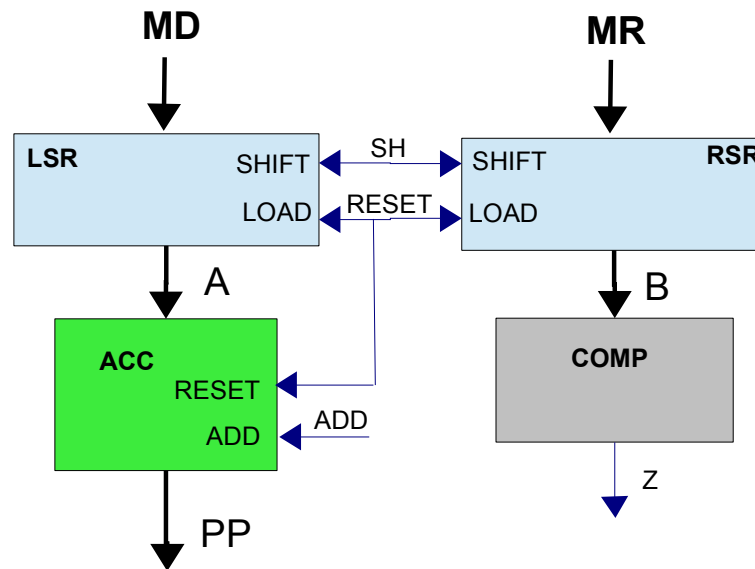 MD
MR
LSR
SHIFT
SH
SHIFT
RSR
LOAD
RESET
LOAD
A
B
ACC
COMP
RESET
ADD
ADD
Z
PP